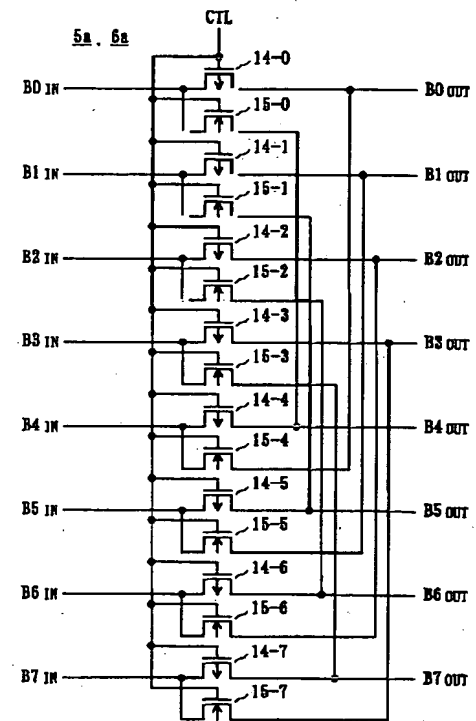 CTL
5a, 6a
14-0
B0 IN
B0 OUT
15-0
14-1
B1 IN
B1 OUT
15-1
14-2
B2 IN
B2 OUT
15-2
14-3
B3 IN
B3 OUT
15-3
14-4
B4 IN
B4 OUT
15-4
14-5
B5 IN
B5 OUT
15-5
14-6
B6 IN
B6 OUT
15-6
14-7
B7 IN
B7 OUT
15-7